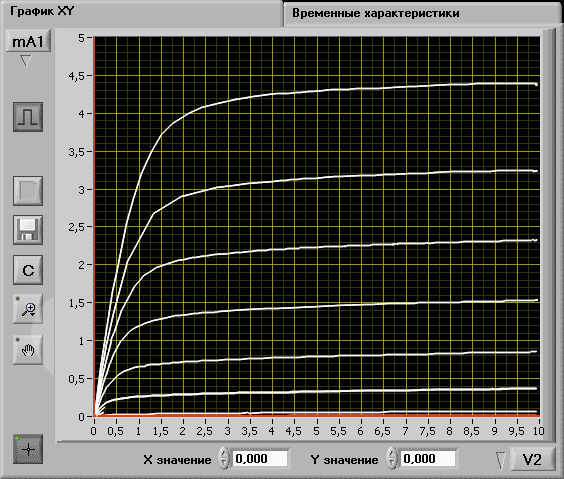 График XY
Временные характеристики
mA1
5
4,5
4
3,5
3
2,5
2
1,5
1
0,5
0
C
0 0,5 1 1,5 2 2,5 3 3,5 4 4,5 5 5,5 6 6,5 7 7,5 8 8,5 9 9,5 10
X значение 0,000 Y значение 0,000 V2